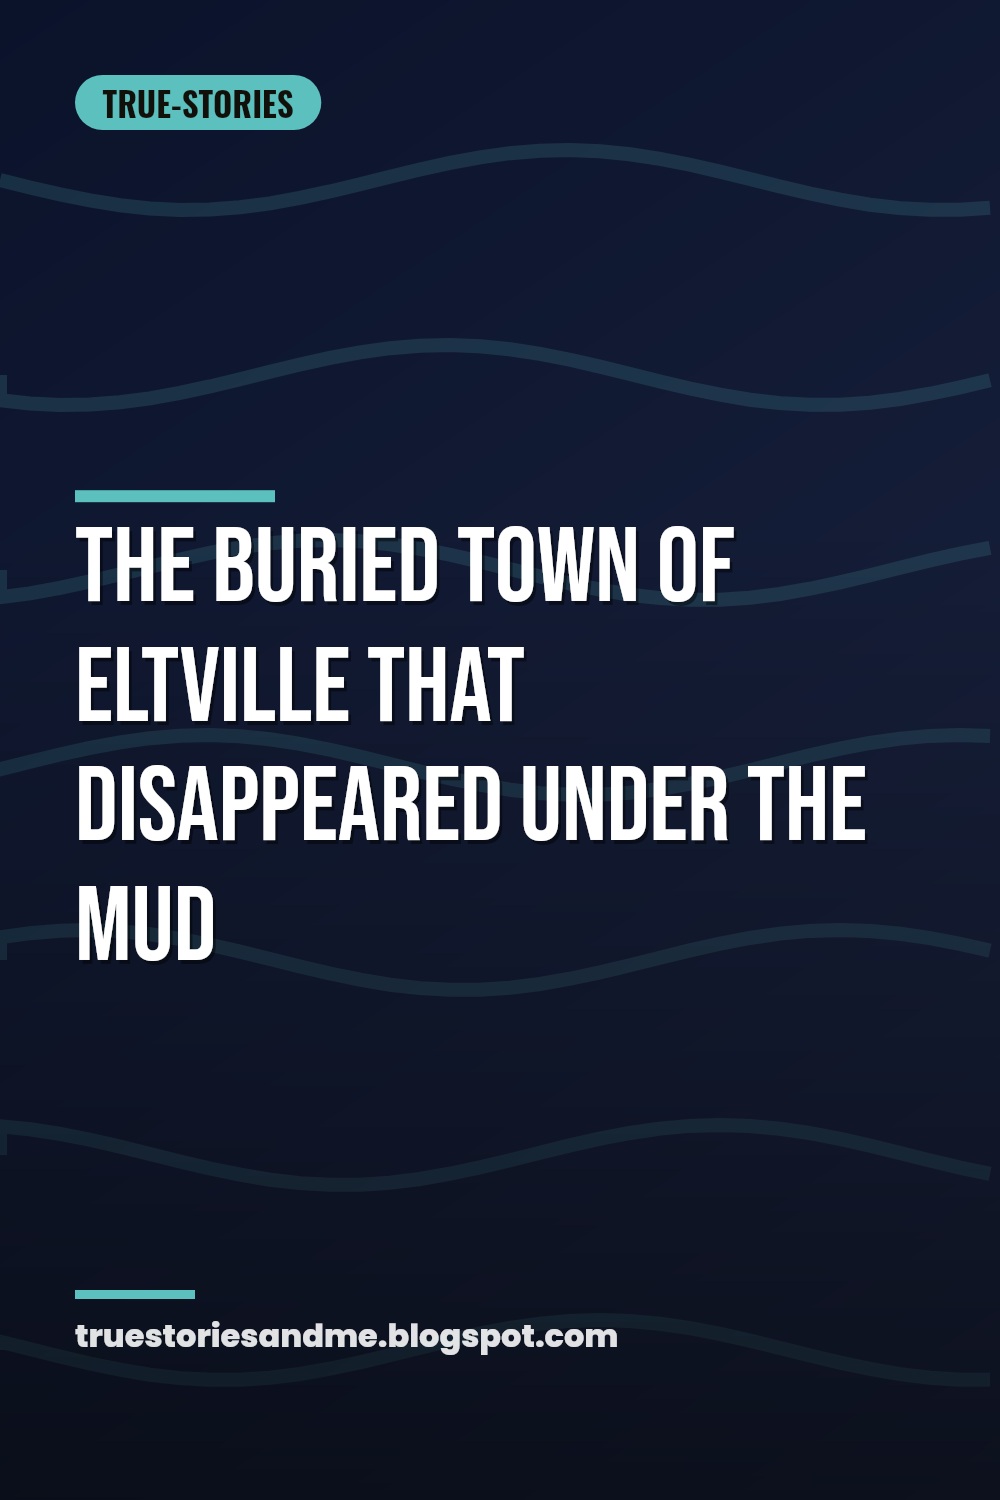 TRUE-STORIES
THE BURIED TOWN OF
ELTVILLE THAT
DISAPPEARED UNDER THE
MUD
truestoriesandme.blogspot.com